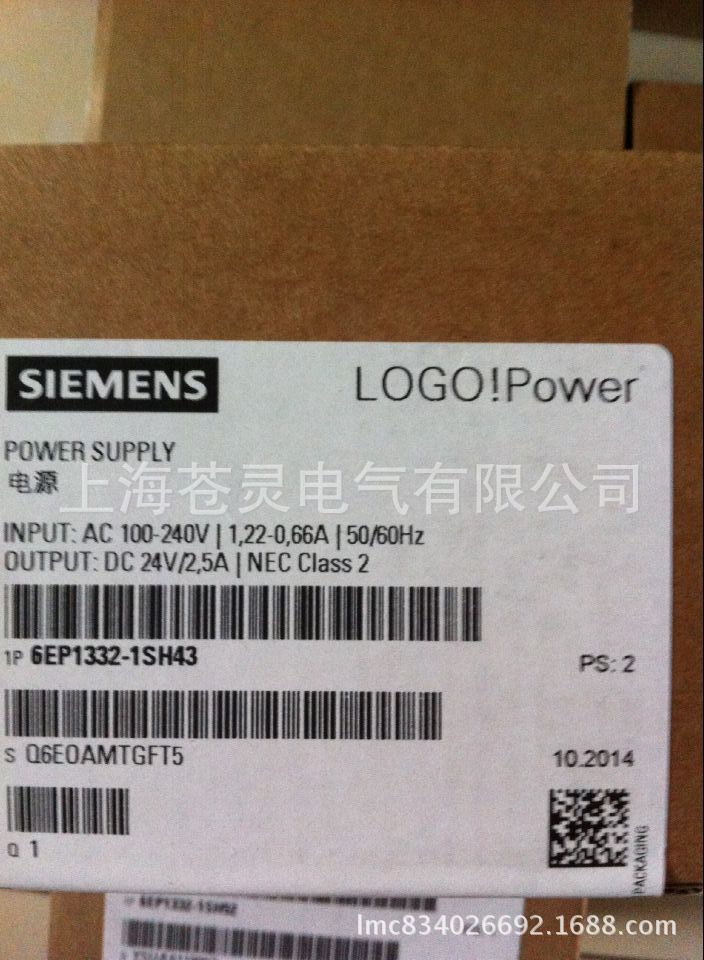 SIEMENS
LOGO!Power
POWER SUPPLY
电源
上海苍灵电气有限公司
INPUT: AC 100-240V | 1,22-0,66A | 50/60Hz
OUTPUT: DC 24V/2,5A | NEC Class 2
1P 6EP1332-1SH43
PS: 2
S Q6EOAMTGFT5
10.2014
Q 1
PACKAGING
lmc834026692.1688.com